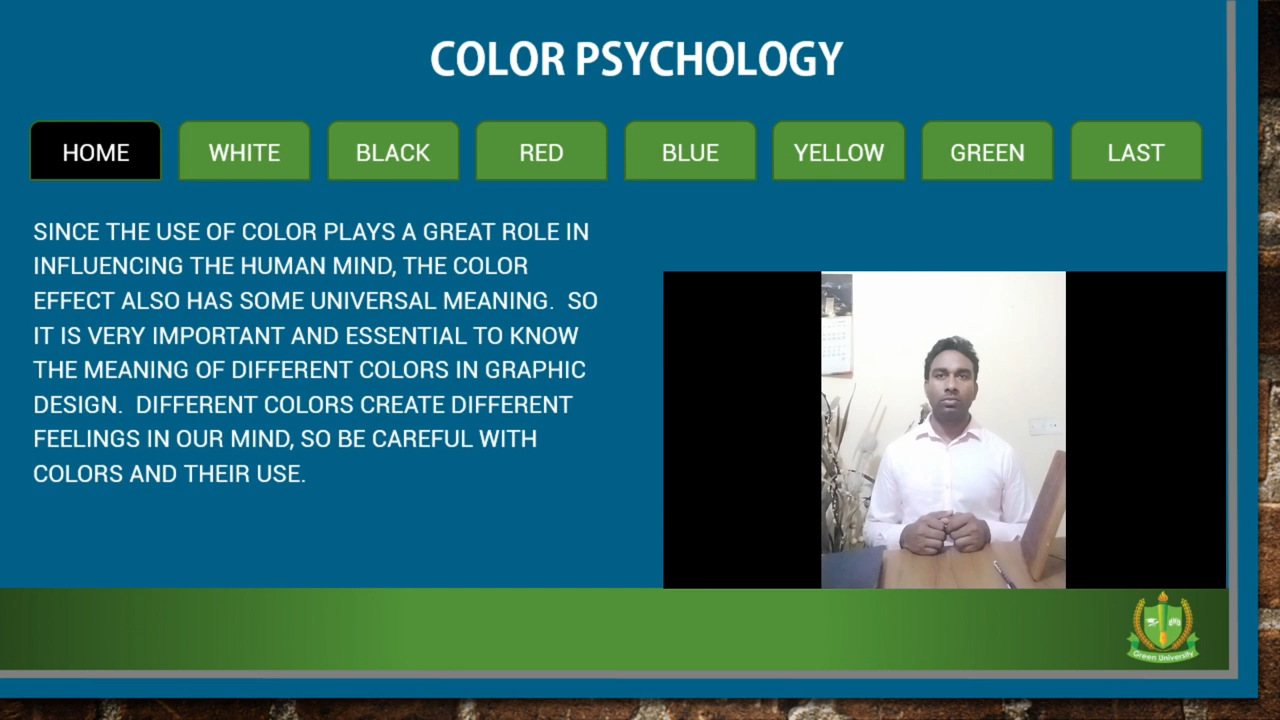 COLOR PSYCHOLOGY
HOME WHITE BLACK RED BLUE YELLOW GREEN LAST
SINCE THE USE OF COLOR PLAYS A GREAT ROLE IN
INFLUENCING THE HUMAN MIND, THE COLOR
EFFECT ALSO HAS SOME UNIVERSAL MEANING.  SO
IT IS VERY IMPORTANT AND ESSENTIAL TO KNOW
THE MEANING OF DIFFERENT COLORS IN GRAPHIC
DESIGN.  DIFFERENT COLORS CREATE DIFFERENT
FEELINGS IN OUR MIND, SO BE CAREFUL WITH
COLORS AND THEIR USE.
Green University